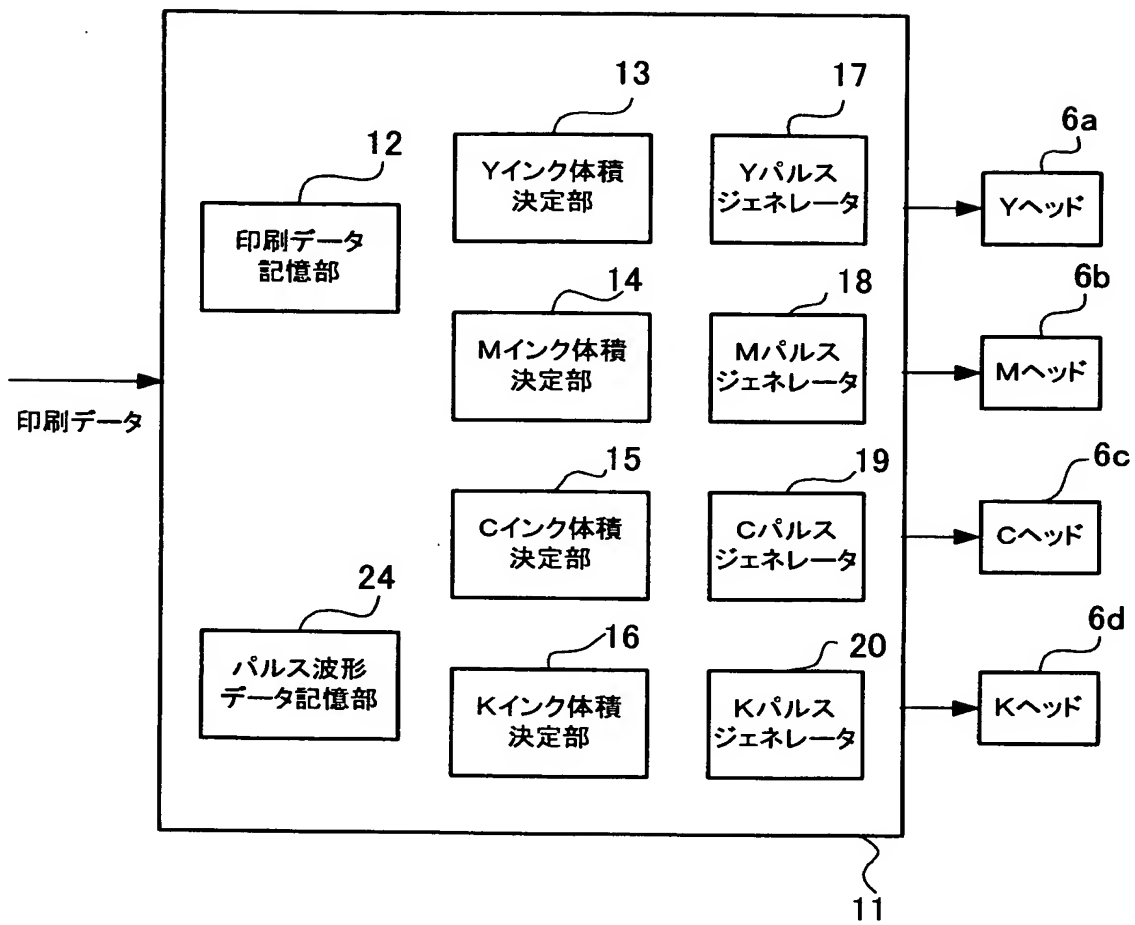 13
17
6a
12
Yインク体積
決定部
Yパルス
ジェネレータ
Yヘッド
印刷データ
記憶部
14
18
6b
Mインク体積
決定部
Mパルス
ジェネレータ
Mヘッド
印刷データ
15
19
6c
Cインク体積
決定部
Cパルス
ジェネレータ
Cヘッド
24
16
20
6d
パルス波形
データ記憶部
Kインク体積
決定部
Kパルス
ジェネレータ
Kヘッド
11